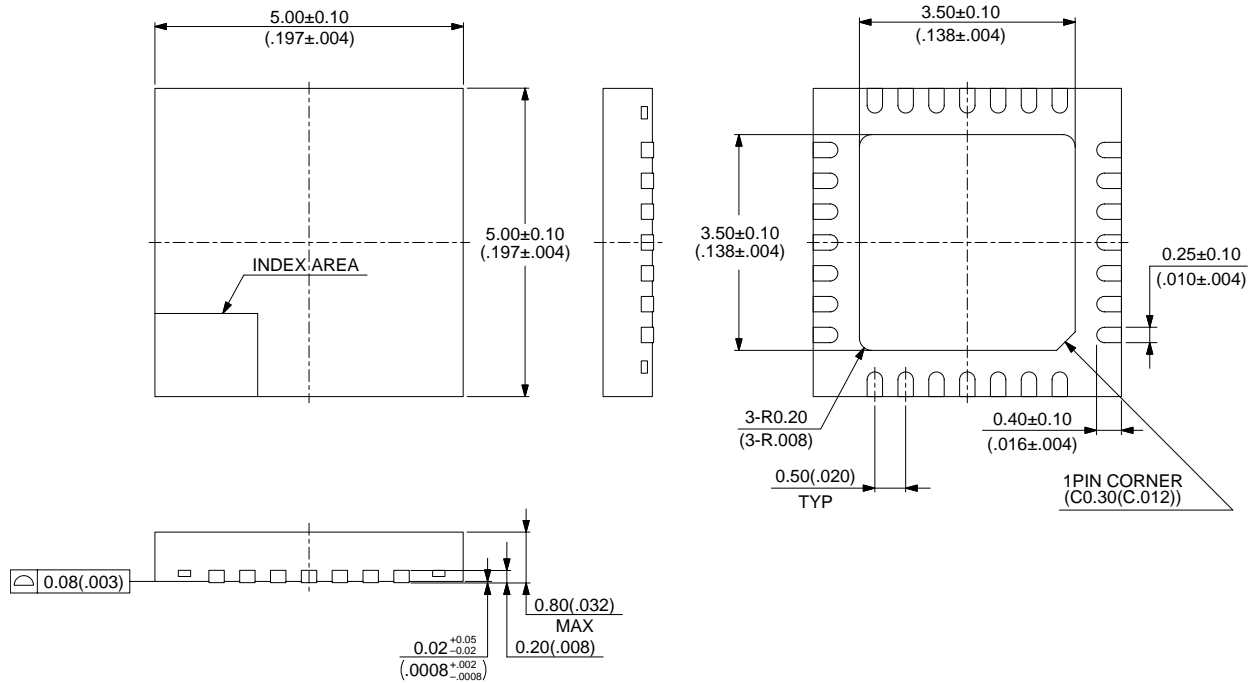 5.00±0.10
(.197±.004)
3.50±0.10
(.138±.004)
5.00±0.10
(.197±.004)
3.50±0.10
(.138±.004)
INDEX AREA
0.25±0.10
(.010±.004)
3-R0.20
(3-R.008)
0.40±0.10
(.016±.004)
0.50(.020)
TYP
1PIN CORNER
(C0.30(C.012))
0.08(.003)
0.80(.032)
MAX
0.02 +0.05 -0.02
(.0008 +.002 -.0008)
0.20(.008)